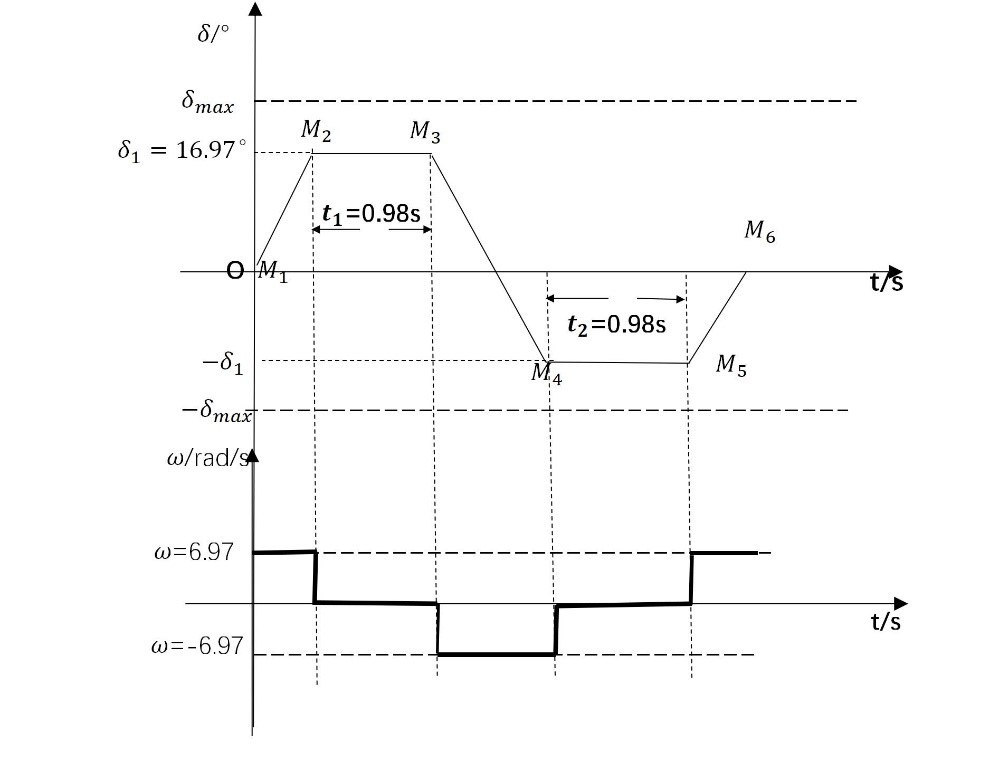 δ/°
δₘₐₓ
M₂ M₃
δ₁ = 16.97°
t₁=0.98s
M₆
O M₁
t/s
t₂=0.98s
−δ₁
M₄ M₅
−δₘₐₓ
ω/rad/s
ω=6.97
t/s
ω=-6.97